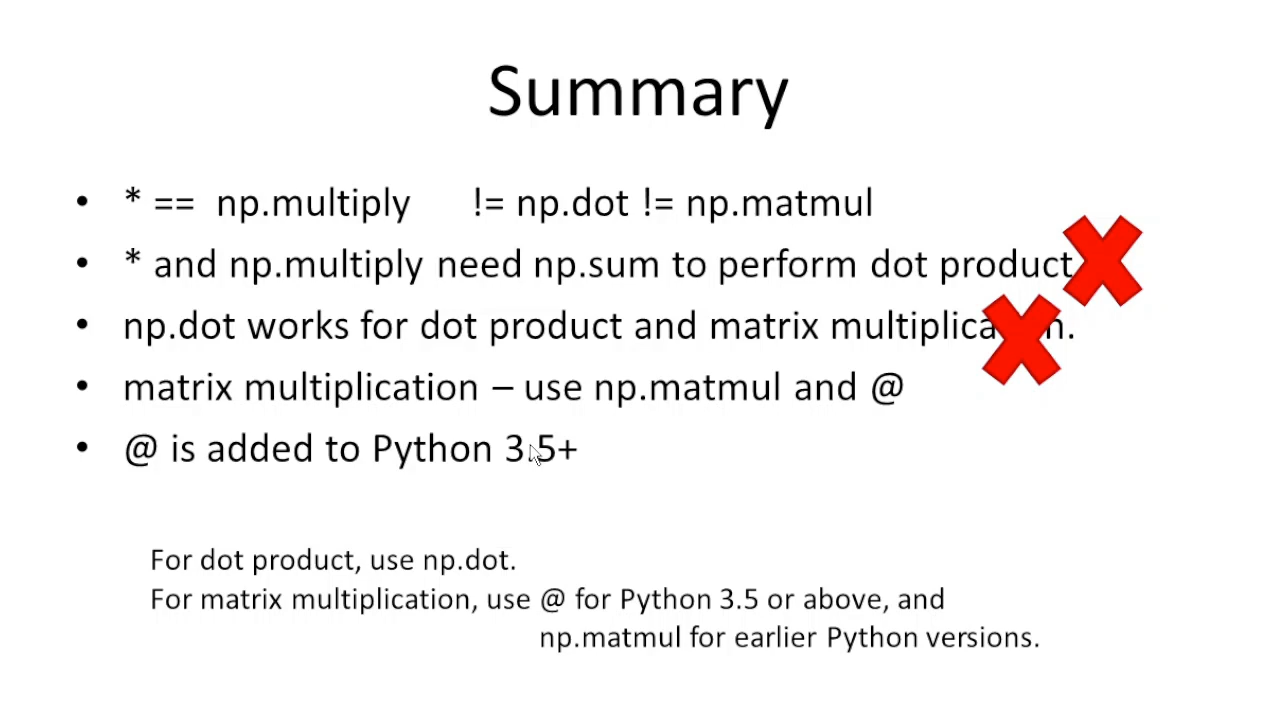 Summary
• * == np.multiply != np.dot != np.matmul
• * and np.multiply need np.sum to perform dot product
• np.dot works for dot product and matrix
• matrix multiplication – use np.matmul and @
• @ is added to Python 3.5+
For dot product, use np.dot.
For matrix multiplication, use @ for Python 3.5 or above, and
np.matmul for earlier Python versions.